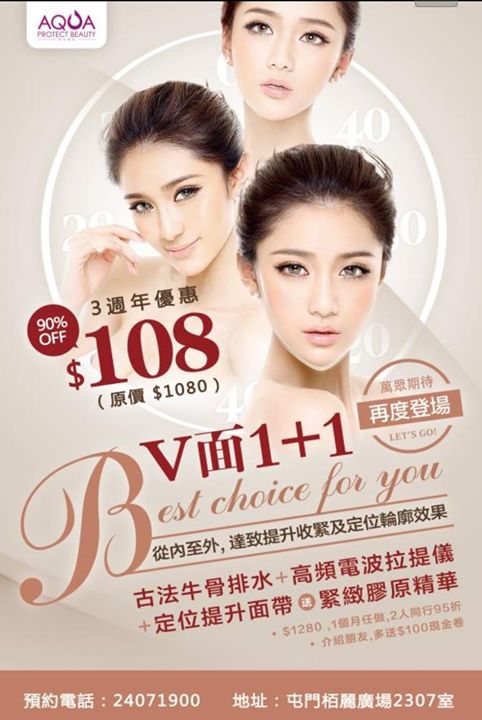 AQUA
PROTECT BEAUTY
3週年優惠
90%
OFF
$108
(原價 $1080)
萬眾期待
再度登場
LET'S GO!
V面1+1
Best choice for you
從內至外,達致提升收緊及定位輪廓效果
古法牛骨排水+高頻電波拉提儀
+定位提升面帶 送 緊緻膠原精華
• $1280 ,1個月任做,2人同行95折
• 介紹朋友,多送$100現金卷
預約電話:24071900 地址:屯門栢麗廣場2307室